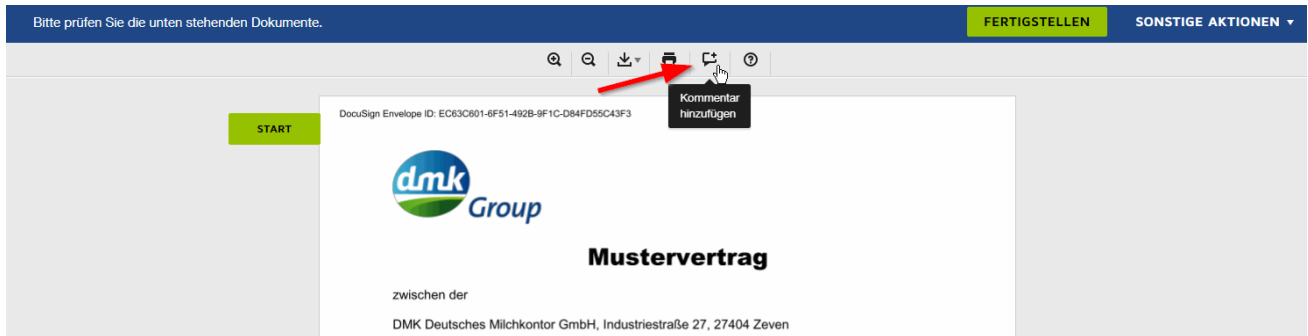 Bitte prüfen Sie die unten stehenden Dokumente.
FERTIGSTELLEN
SONSTIGE AKTIONEN
Kommentar
hinzufügen
START
DocuSign Envelope ID: EC63C601-6F51-492B-9F1C-D84FD55C43F3
dmk
Group
Mustervertrag
zwischen der
DMK Deutsches Milchkontor GmbH, Industriestraße 27, 27404 Zeven